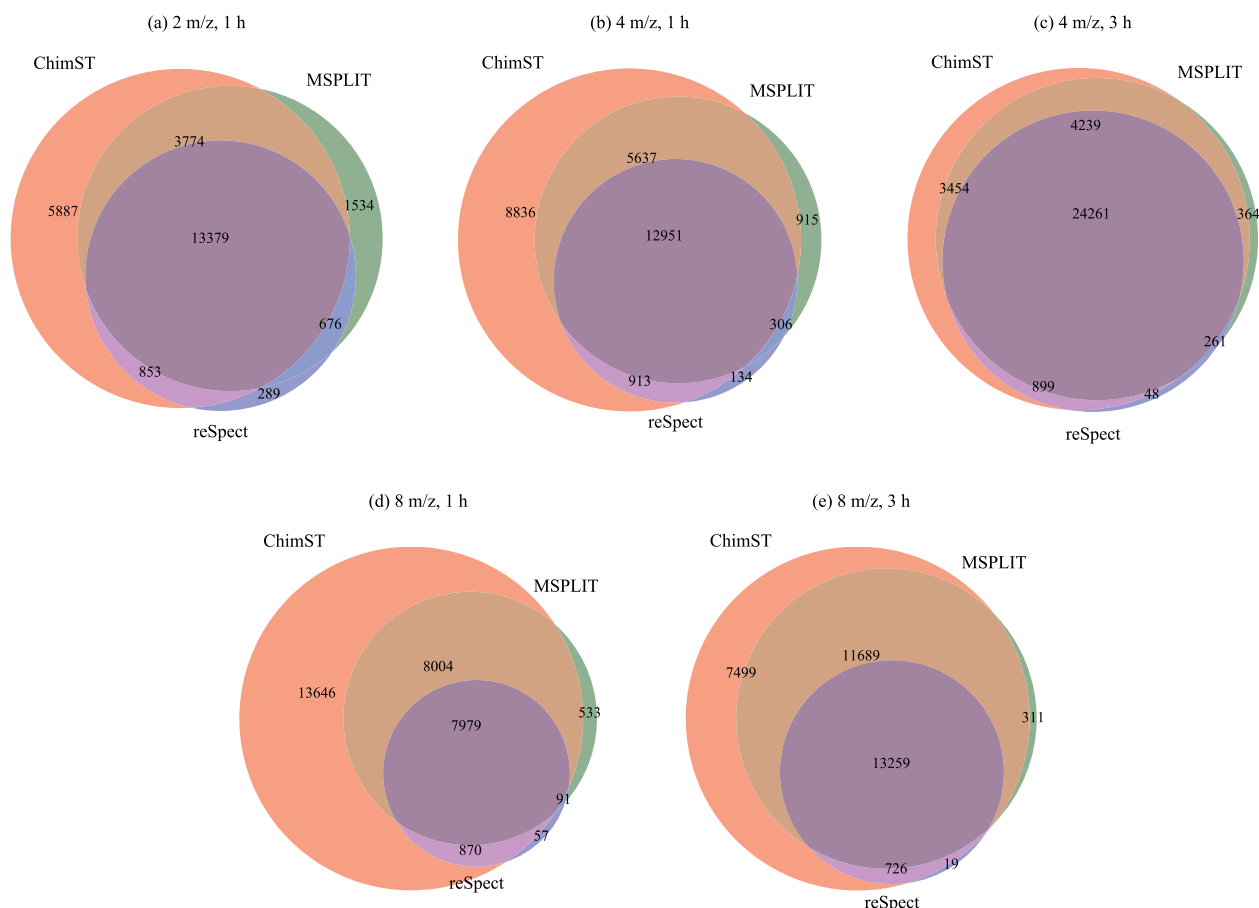 (a) 2 m/z, 1 h
ChimST
MSPLIT
3774
5887
1534
13379
676
853
289
reSpect
(b) 4 m/z, 1 h
ChimST
MSPLIT
5637
8836
915
12951
306
913
134
reSpect
(c) 4 m/z, 3 h
ChimST
MSPLIT
4239
3454
364
24261
261
899
48
reSpect
(d) 8 m/z, 1 h
ChimST
MSPLIT
8004
13646
533
7979
91
57
870
reSpect
(e) 8 m/z, 3 h
ChimST
MSPLIT
11689
7499
311
13259
726
19
reSpect